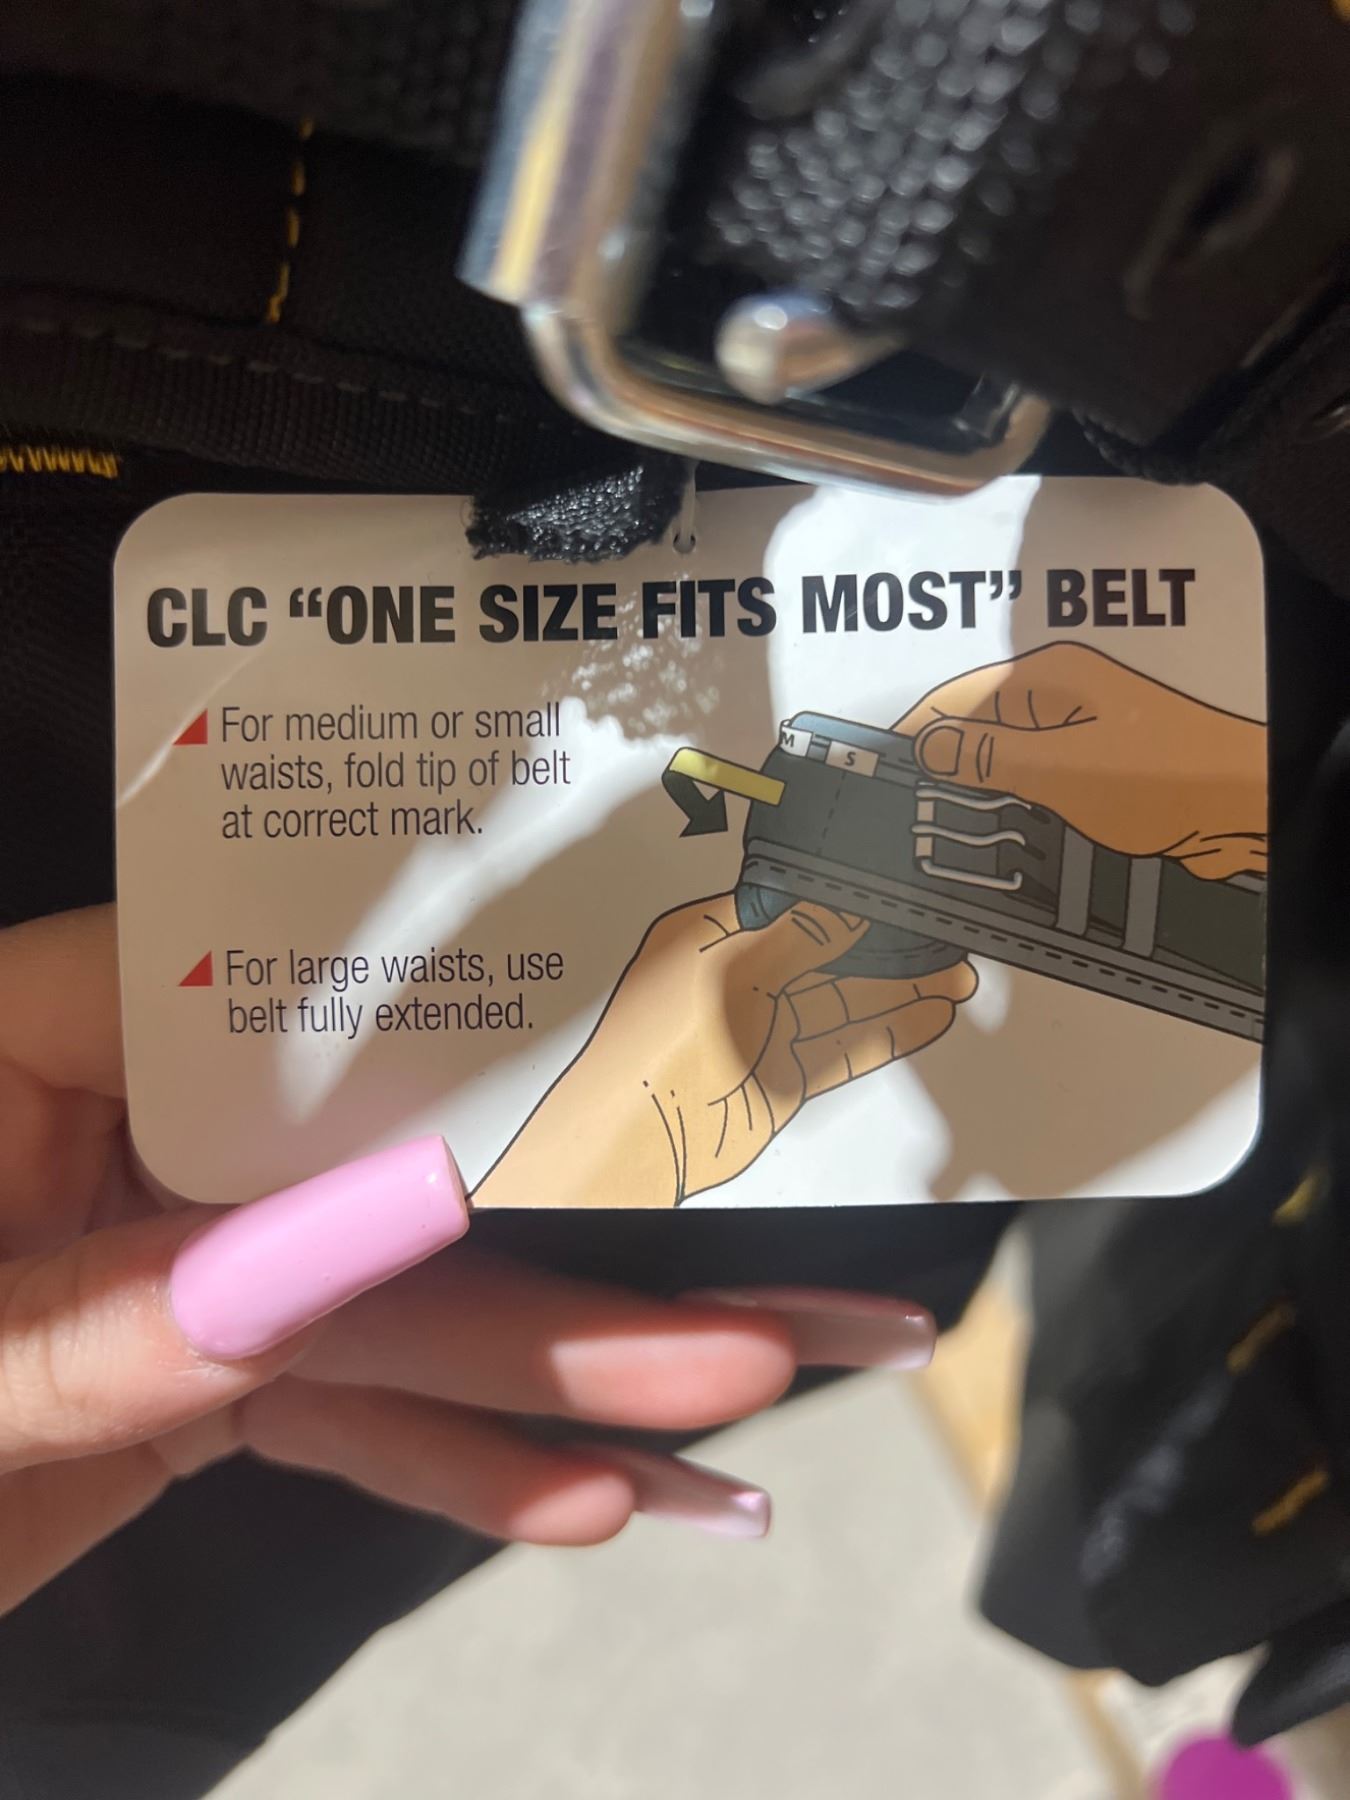 CLC “ONE SIZE FITS MOST” BELT
For medium or small
waists, fold tip of belt
at correct mark.
For large waists, use
belt fully extended.
M
S